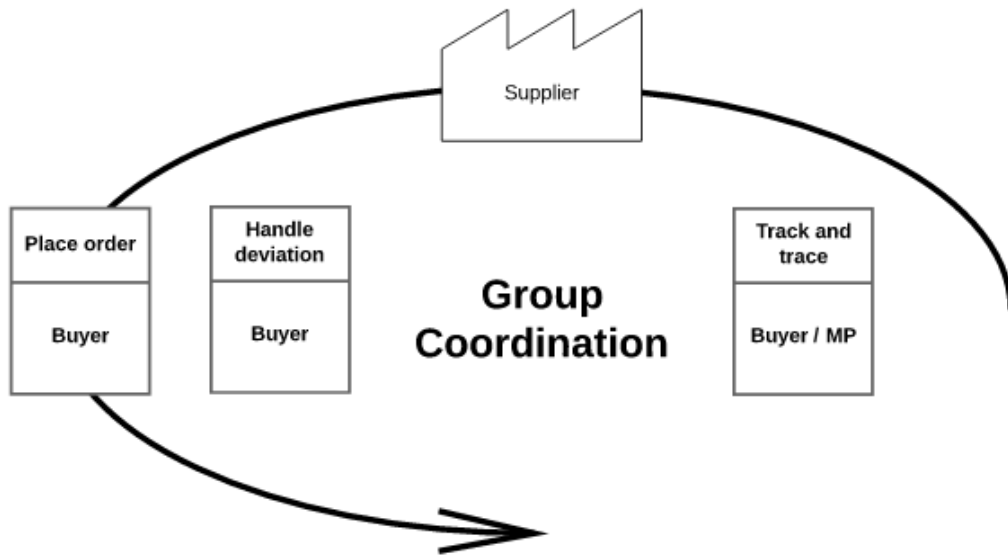 Supplier
Place order
Buyer
Handle
deviation
Buyer
Group
Coordination
Track and
trace
Buyer / MP